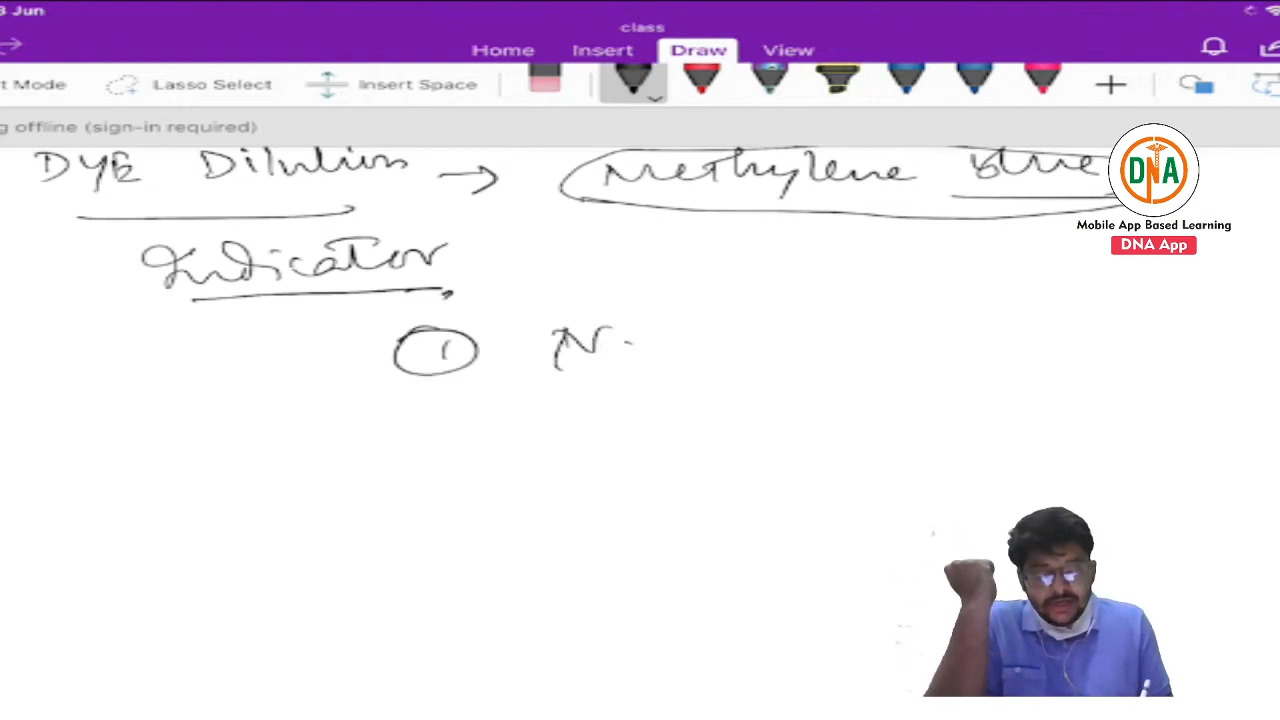 3 Jun
class
Home Insert Draw View
t Mode Lasso Select Insert Space
g offline (sign-in required)
DYE Dilution → Methylene Blue
Indicator
① N.
DNA
Mobile App Based Learning
DNA App